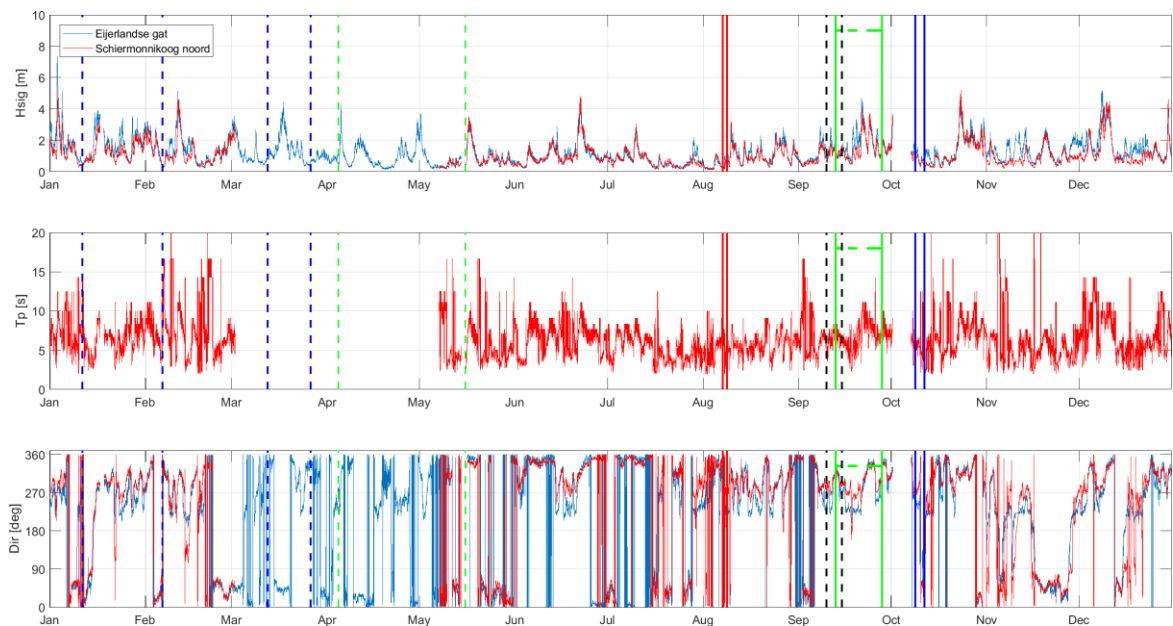 10
8
6
4
2
0
Hsig [m]
Eijerlandse gat
Schiermonnikoog noord
Jan Feb Mar Apr May Jun Jul Aug Sep Oct Nov Dec
20
15
10
5
0
Tp [s]
Jan Feb Mar Apr May Jun Jul Aug Sep Oct Nov Dec
360
270
180
90
0
Dir [deg]
Jan Feb Mar Apr May Jun Jul Aug Sep Oct Nov Dec